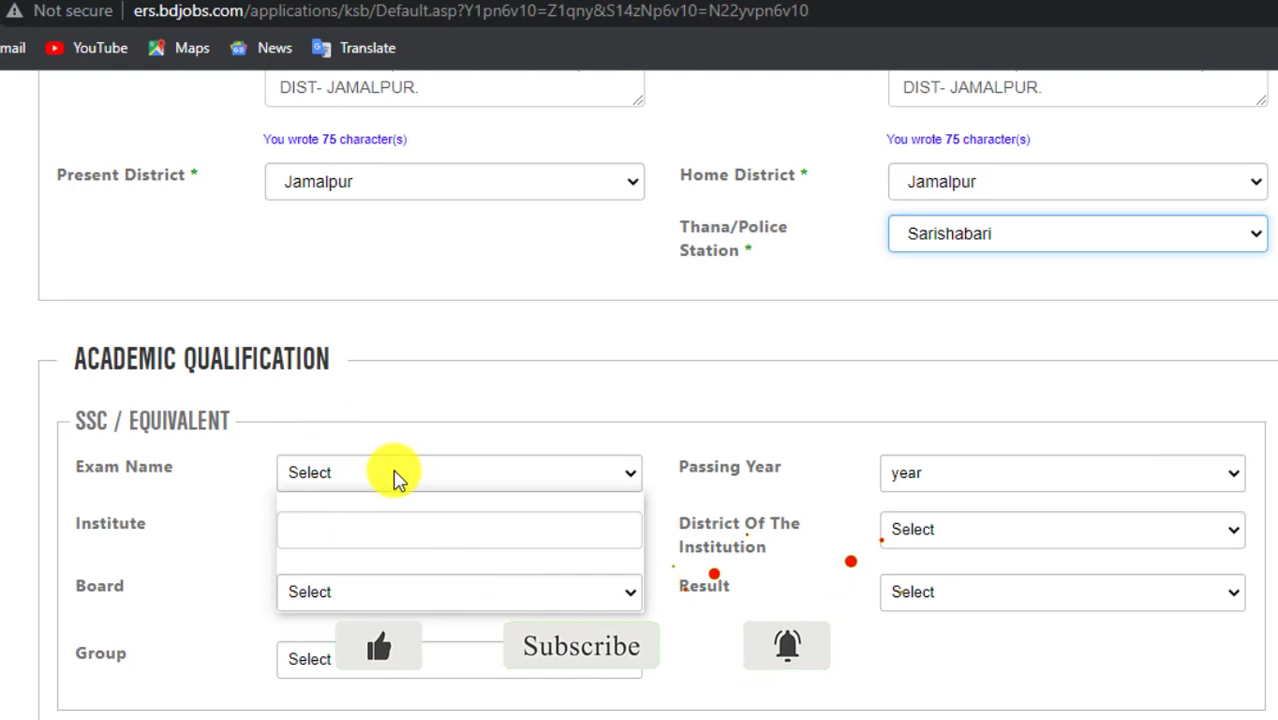 Not secure ers.bdjobs.com/applications/ksb/Default.asp?Y1pn6v10=Z1qny&S14zNp6v10=N22yvpn6v10
mail YouTube Maps News Translate
DIST- JAMALPUR. DIST- JAMALPUR.
You wrote 75 character(s) You wrote 75 character(s)
Present District * Jamalpur Home District * Jamalpur
Thana/Police
Station * Sarishabari
ACADEMIC QUALIFICATION
SSC / EQUIVALENT
Exam Name Select Passing Year year
Institute District Of The
Institution Select
Board Select Result Select
Group Select
Subscribe